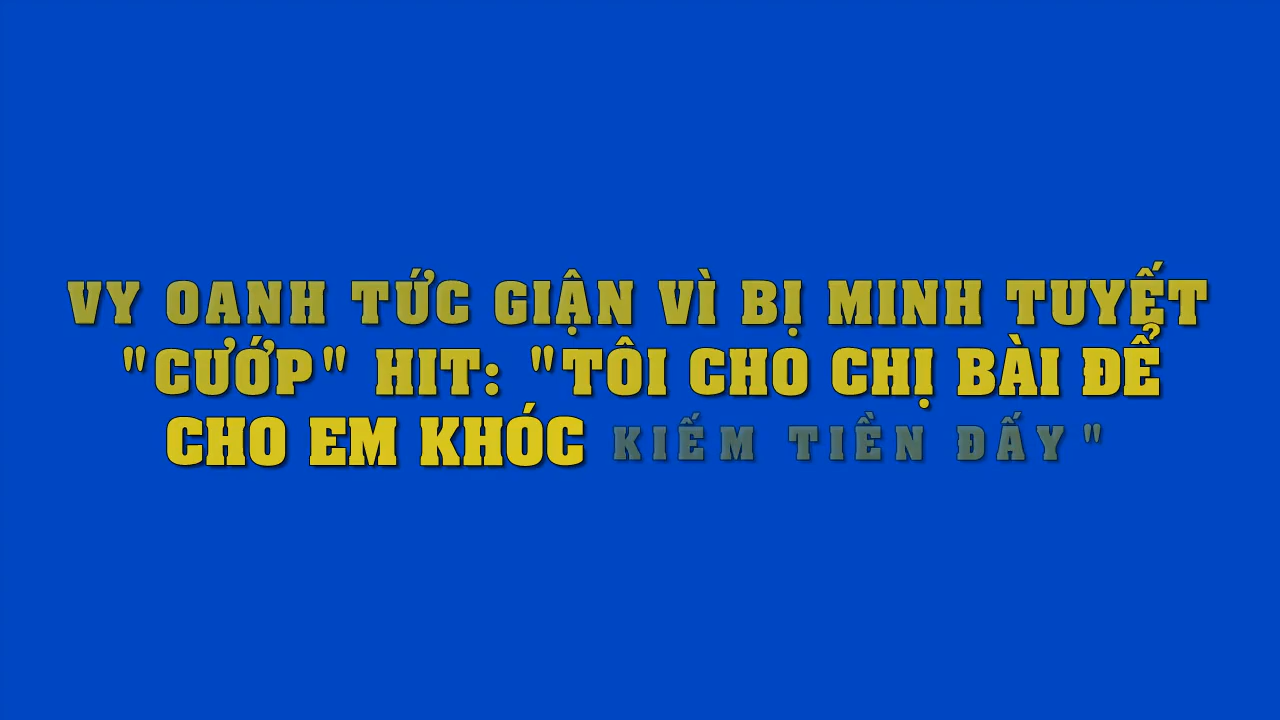 VY OANH TỨC GIẬN VÌ BỊ MINH TUYẾT
"CƯỚP" HIT: "TÔI CHO CHỊ BÀI ĐỂ
CHO EM KHÓC KIẾM TIỀN ĐẤY"